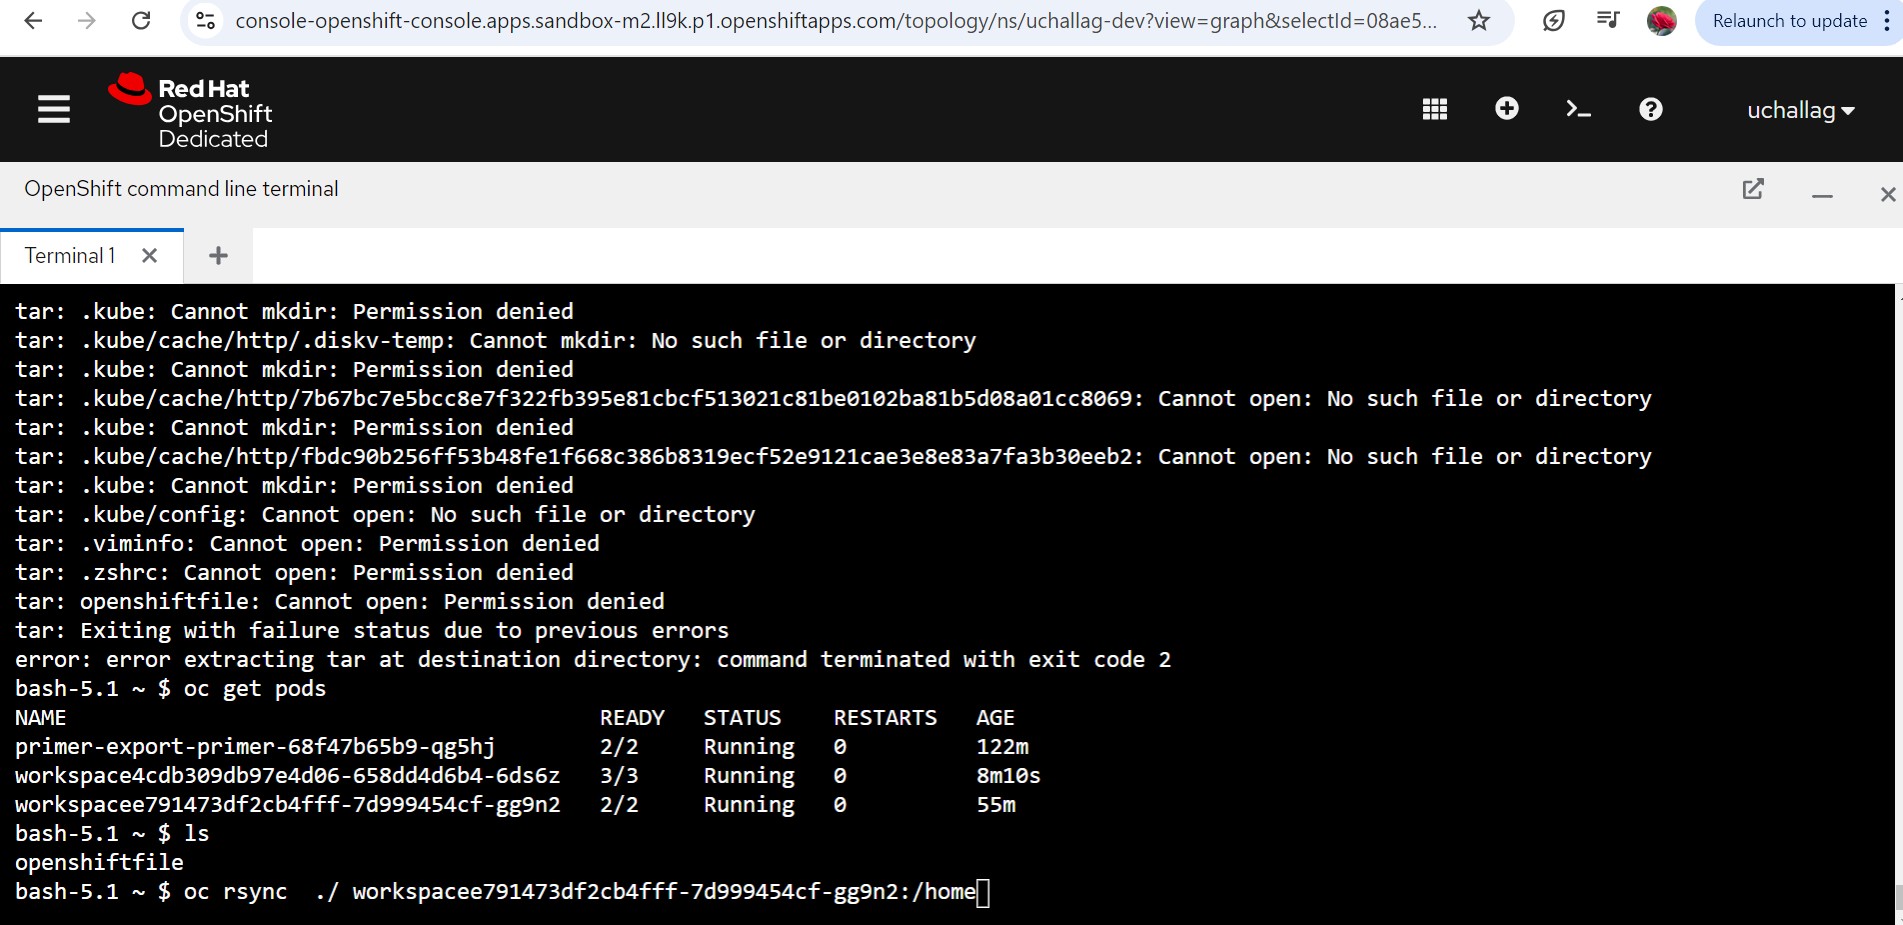 console-openshift-console.apps.sandbox-m2.ll9k.p1.openshiftapps.com/topology/ns/uchallag-dev?view=graph&selectId=08ae5...
Relaunch to update
Red Hat
OpenShift
Dedicated
uchallag
OpenShift command line terminal
Terminal 1
tar: .kube: Cannot mkdir: Permission denied
tar: .kube/cache/http/.diskv-temp: Cannot mkdir: No such file or directory
tar: .kube: Cannot mkdir: Permission denied
tar: .kube/cache/http/7b67bc7e5bcc8e7f322fb395e81cbcf513021c81be0102ba81b5d08a01cc8069: Cannot open: No such file or directory
tar: .kube: Cannot mkdir: Permission denied
tar: .kube/cache/http/fbdc90b256ff53b48fe1f668c386b8319ecf52e9121cae3e8e83a7fa3b30eeb2: Cannot open: No such file or directory
tar: .kube: Cannot mkdir: Permission denied
tar: .kube/config: Cannot open: No such file or directory
tar: .viminfo: Cannot open: Permission denied
tar: .zshrc: Cannot open: Permission denied
tar: openshiftfile: Cannot open: Permission denied
tar: Exiting with failure status due to previous errors
error: error extracting tar at destination directory: command terminated with exit code 2
bash-5.1 ~ $ oc get pods
NAME READY STATUS RESTARTS AGE
primer-export-primer-68f47b65b9-qg5hj 2/2 Running 0 122m
workspace4cdb309db97e4d06-658dd4d6b4-6ds6z 3/3 Running 0 8m10s
workspacee791473df2cb4fff-7d999454cf-gg9n2 2/2 Running 0 55m
bash-5.1 ~ $ ls
openshiftfile
bash-5.1 ~ $ oc rsync  ./ workspacee791473df2cb4fff-7d999454cf-gg9n2:/home